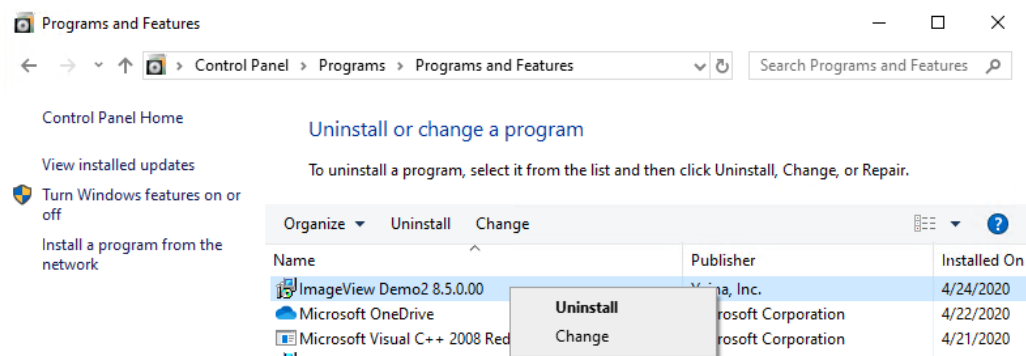 Programs and Features
Control Panel > Programs > Programs and Features
Search Programs and Features
Control Panel Home
View installed updates
Turn Windows features on or
off
Install a program from the
network
Uninstall or change a program
To uninstall a program, select it from the list and then click Uninstall, Change, or Repair.
Organize Uninstall Change
Name Publisher Installed On
ImageView Demo2 8.5.0.00 Inc. 4/24/2020
Microsoft OneDrive Corporation 4/22/2020
Microsoft Visual C++ 2008 Corporation 4/21/2020
Uninstall
Change